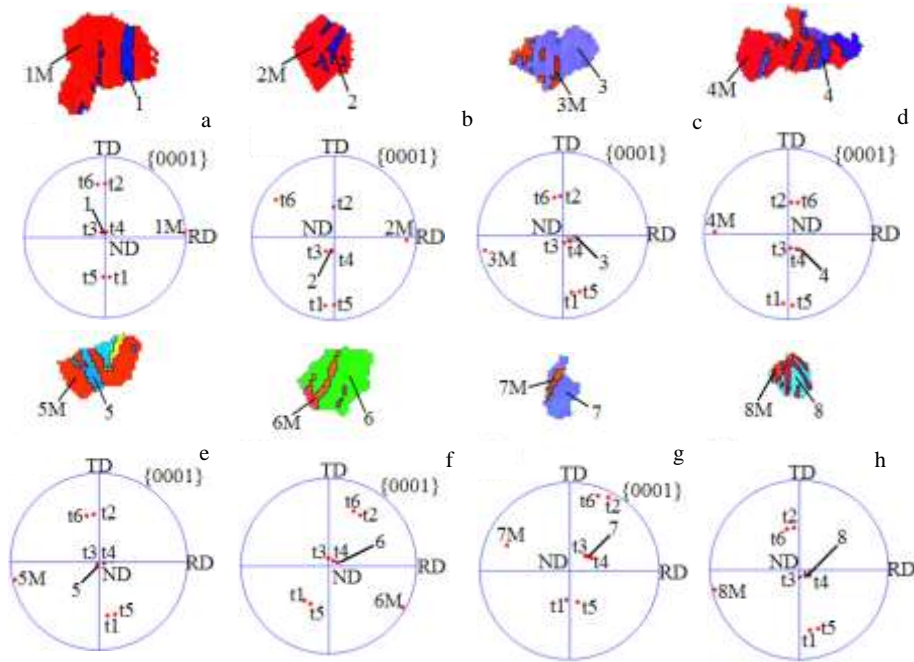 1M
1
2M
2
3M
3
4M
4
a
b
c
d
TD
{0001}
t6
t2
1
t3
t4
1M
RD
ND
t5
t1
TD
{0001}
t6
t2
ND
2M
RD
t3
t4
2
t1
t5
TD
{0001}
t6
t2
ND
RD
t3
t4
3M
3
t1
t5
TD
{0001}
t2
t6
4M
ND
RD
t3
t4
4
t1
t5
5M
5
6M
6
7M
7
8M
8
e
f
g
h
TD
{0001}
t6
t2
t3
t4
RD
5M
ND
5
t1
t5
TD
{0001}
t6
t2
t3
t4
6
ND
RD
t1
t5
6M
TD
{0001}
t6
t2
7M
7
t3
t4
ND
RD
t1
t5
TD
{0001}
t2
t6
8
ND
RD
t3
t4
8M
t1
t5